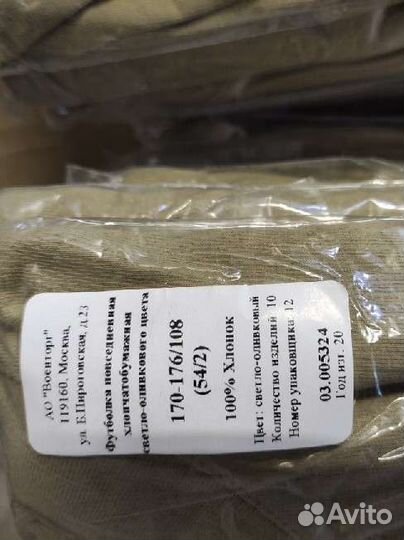 АО "Военторг"
119160, Москва,
ул. Б.Пироговская, д 23
Футболка повседневная
хлопчатобумажная
светло-оливкового цвета
170-176/108
(54/2)
100% Хлопок
Цвет: светло-оливковый
Количество изделий 10
Номер упаковщика 12
03.005324
Год изг. 20
Avito